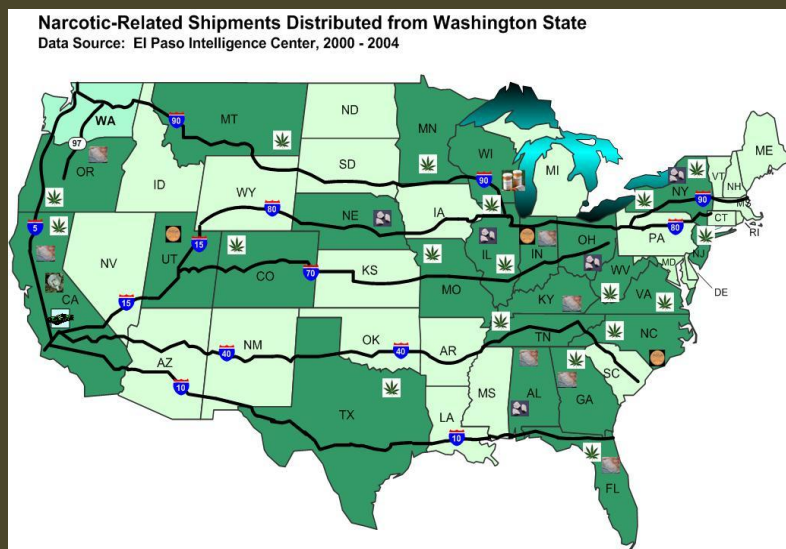 Narcotic-Related Shipments Distributed from Washington State
Data Source: El Paso Intelligence Center, 2000 - 2004
WA
MT
ND
MN
ME
90
97
OR
ID
SD
WI
MI
VT
NH
NY
90
MS
WY
80
90
IA
CT
RI
5
NE
80
PA
NJ
15
NV
UT
IL
IN
OH
MD
DE
CO
70
KS
MO
WV
VA
CA
15
KY
NC
AZ
NM
40
OK
40
AR
TN
SC
10
MS
AL
GA
TX
LA
10
FL